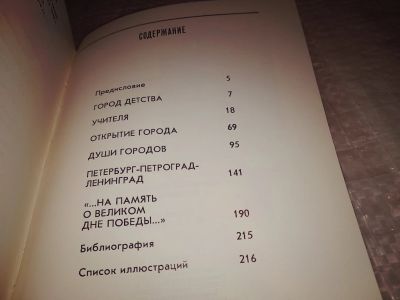 СОДЕРЖАНИЕ
Предисловие 5
ГОРОД ДЕТСТВА 7
УЧИТЕЛЯ 18
ОТКРЫТИЕ ГОРОДА 69
ДУШИ ГОРОДОВ 95
ПЕТЕРБУРГ-ПЕТРОГРАД-
ЛЕНИНГРАД 141
«...НА ПАМЯТЬ
О ВЕЛИКОМ
ДНЕ ПОБЕДЫ...» 190
Библиография 215
Список иллюстраций 216